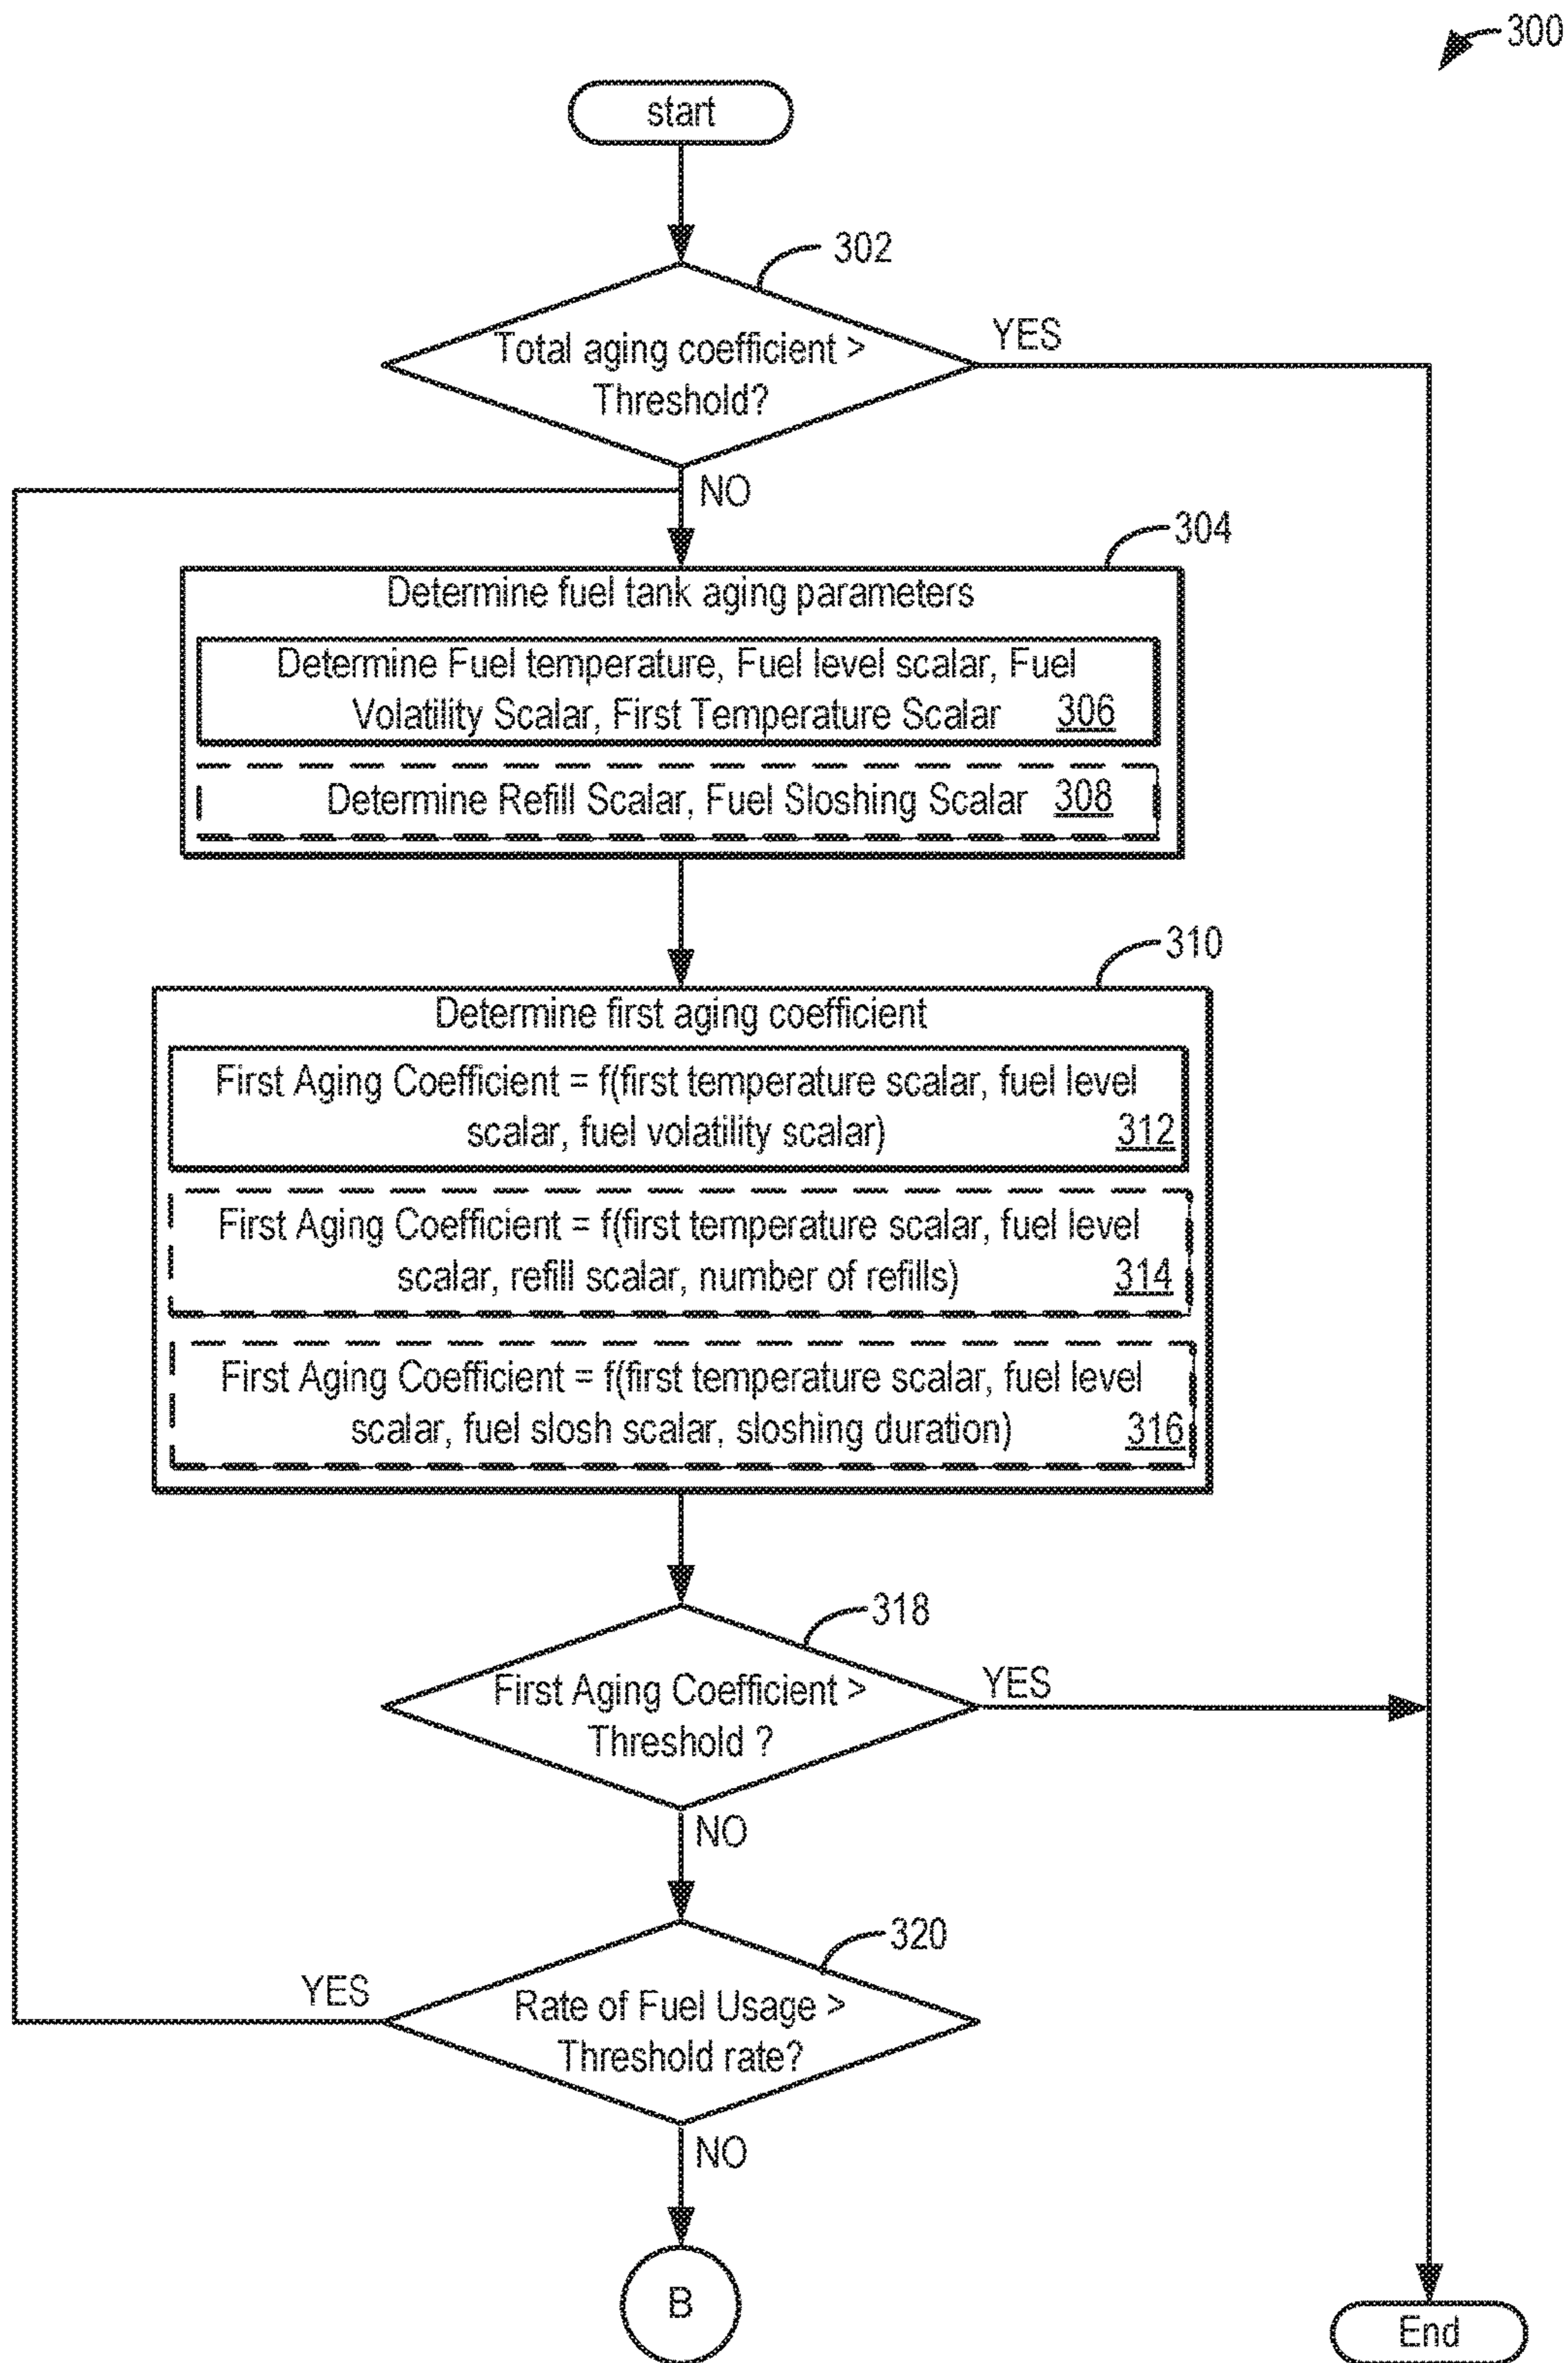 300
start
302
Total aging coefficient >
Threshold?
YES
NO
304
Determine fuel tank aging parameters
Determine Fuel temperature, Fuel level scalar, Fuel
Volatility Scalar, First Temperature Scalar 306
Determine Refill Scalar, Fuel Sloshing Scalar 308
310
Determine first aging coefficient
First Aging Coefficient = f(first temperature scalar, fuel level
scalar, fuel volatility scalar) 312
First Aging Coefficient = f(first temperature scalar, fuel level
scalar, refill scalar, number of refills) 314
First Aging Coefficient = f(first temperature scalar, fuel level
scalar, fuel slosh scalar, sloshing duration) 316
318
First Aging Coefficient >
Threshold ?
YES
NO
320
YES
Rate of Fuel Usage >
Threshold rate?
NO
B
End